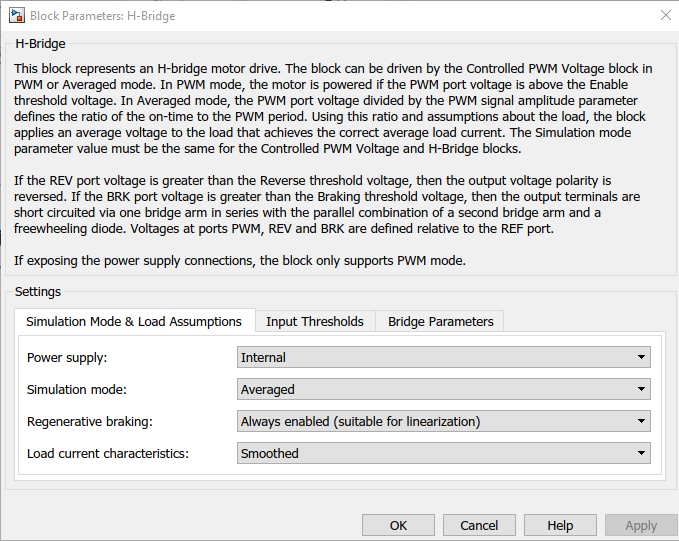 Block Parameters: H-Bridge
H-Bridge
This block represents an H-bridge motor drive. The block can be driven by the Controlled PWM Voltage block in
PWM or Averaged mode. In PWM mode, the motor is powered if the PWM port voltage is above the Enable
threshold voltage. In Averaged mode, the PWM port voltage divided by the PWM signal amplitude parameter
defines the ratio of the on-time to the PWM period. Using this ratio and assumptions about the load, the block
applies an average voltage to the load that achieves the correct average load current. The Simulation mode
parameter value must be the same for the Controlled PWM Voltage and H-Bridge blocks.
If the REV port voltage is greater than the Reverse threshold voltage, then the output voltage polarity is
reversed. If the BRK port voltage is greater than the Braking threshold voltage, then the output terminals are
short circuited via one bridge arm in series with the parallel combination of a second bridge arm and a
freewheeling diode. Voltages at ports PWM, REV and BRK are defined relative to the REF port.
If exposing the power supply connections, the block only supports PWM mode.
Settings
Simulation Mode & Load Assumptions Input Thresholds Bridge Parameters
Power supply: Internal
Simulation mode: Averaged
Regenerative braking: Always enabled (suitable for linearization)
Load current characteristics: Smoothed
OK Cancel Help Apply